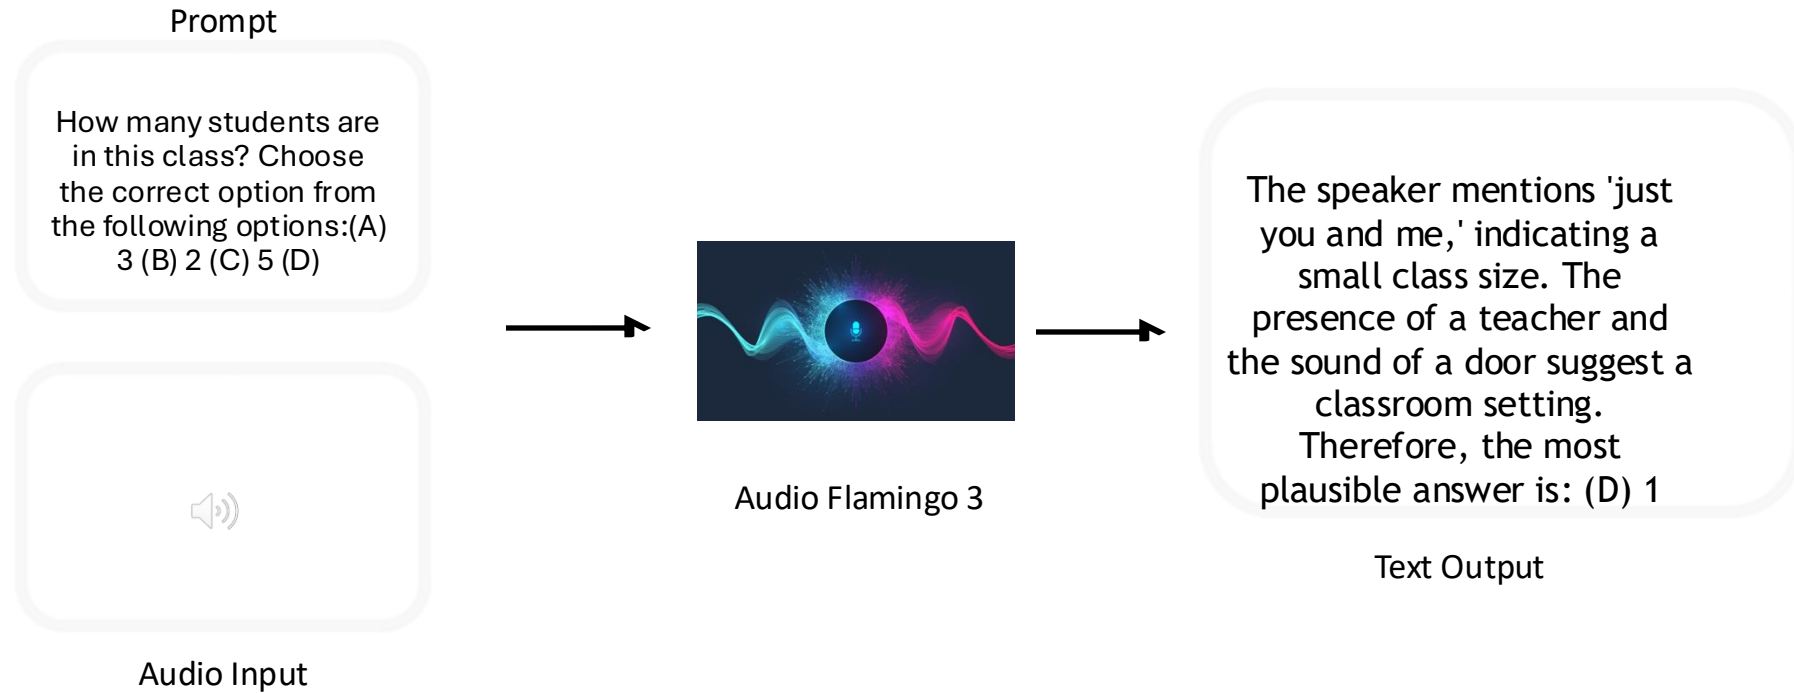 Prompt
How many students are
in this class? Choose
the correct option from
the following options:(A)
3 (B) 2 (C) 5 (D)
Audio Input
Audio Flamingo 3
The speaker mentions 'just
you and me,' indicating a
small class size. The
presence of a teacher and
the sound of a door suggest a
classroom setting.
Therefore, the most
plausible answer is: (D) 1
Text Output